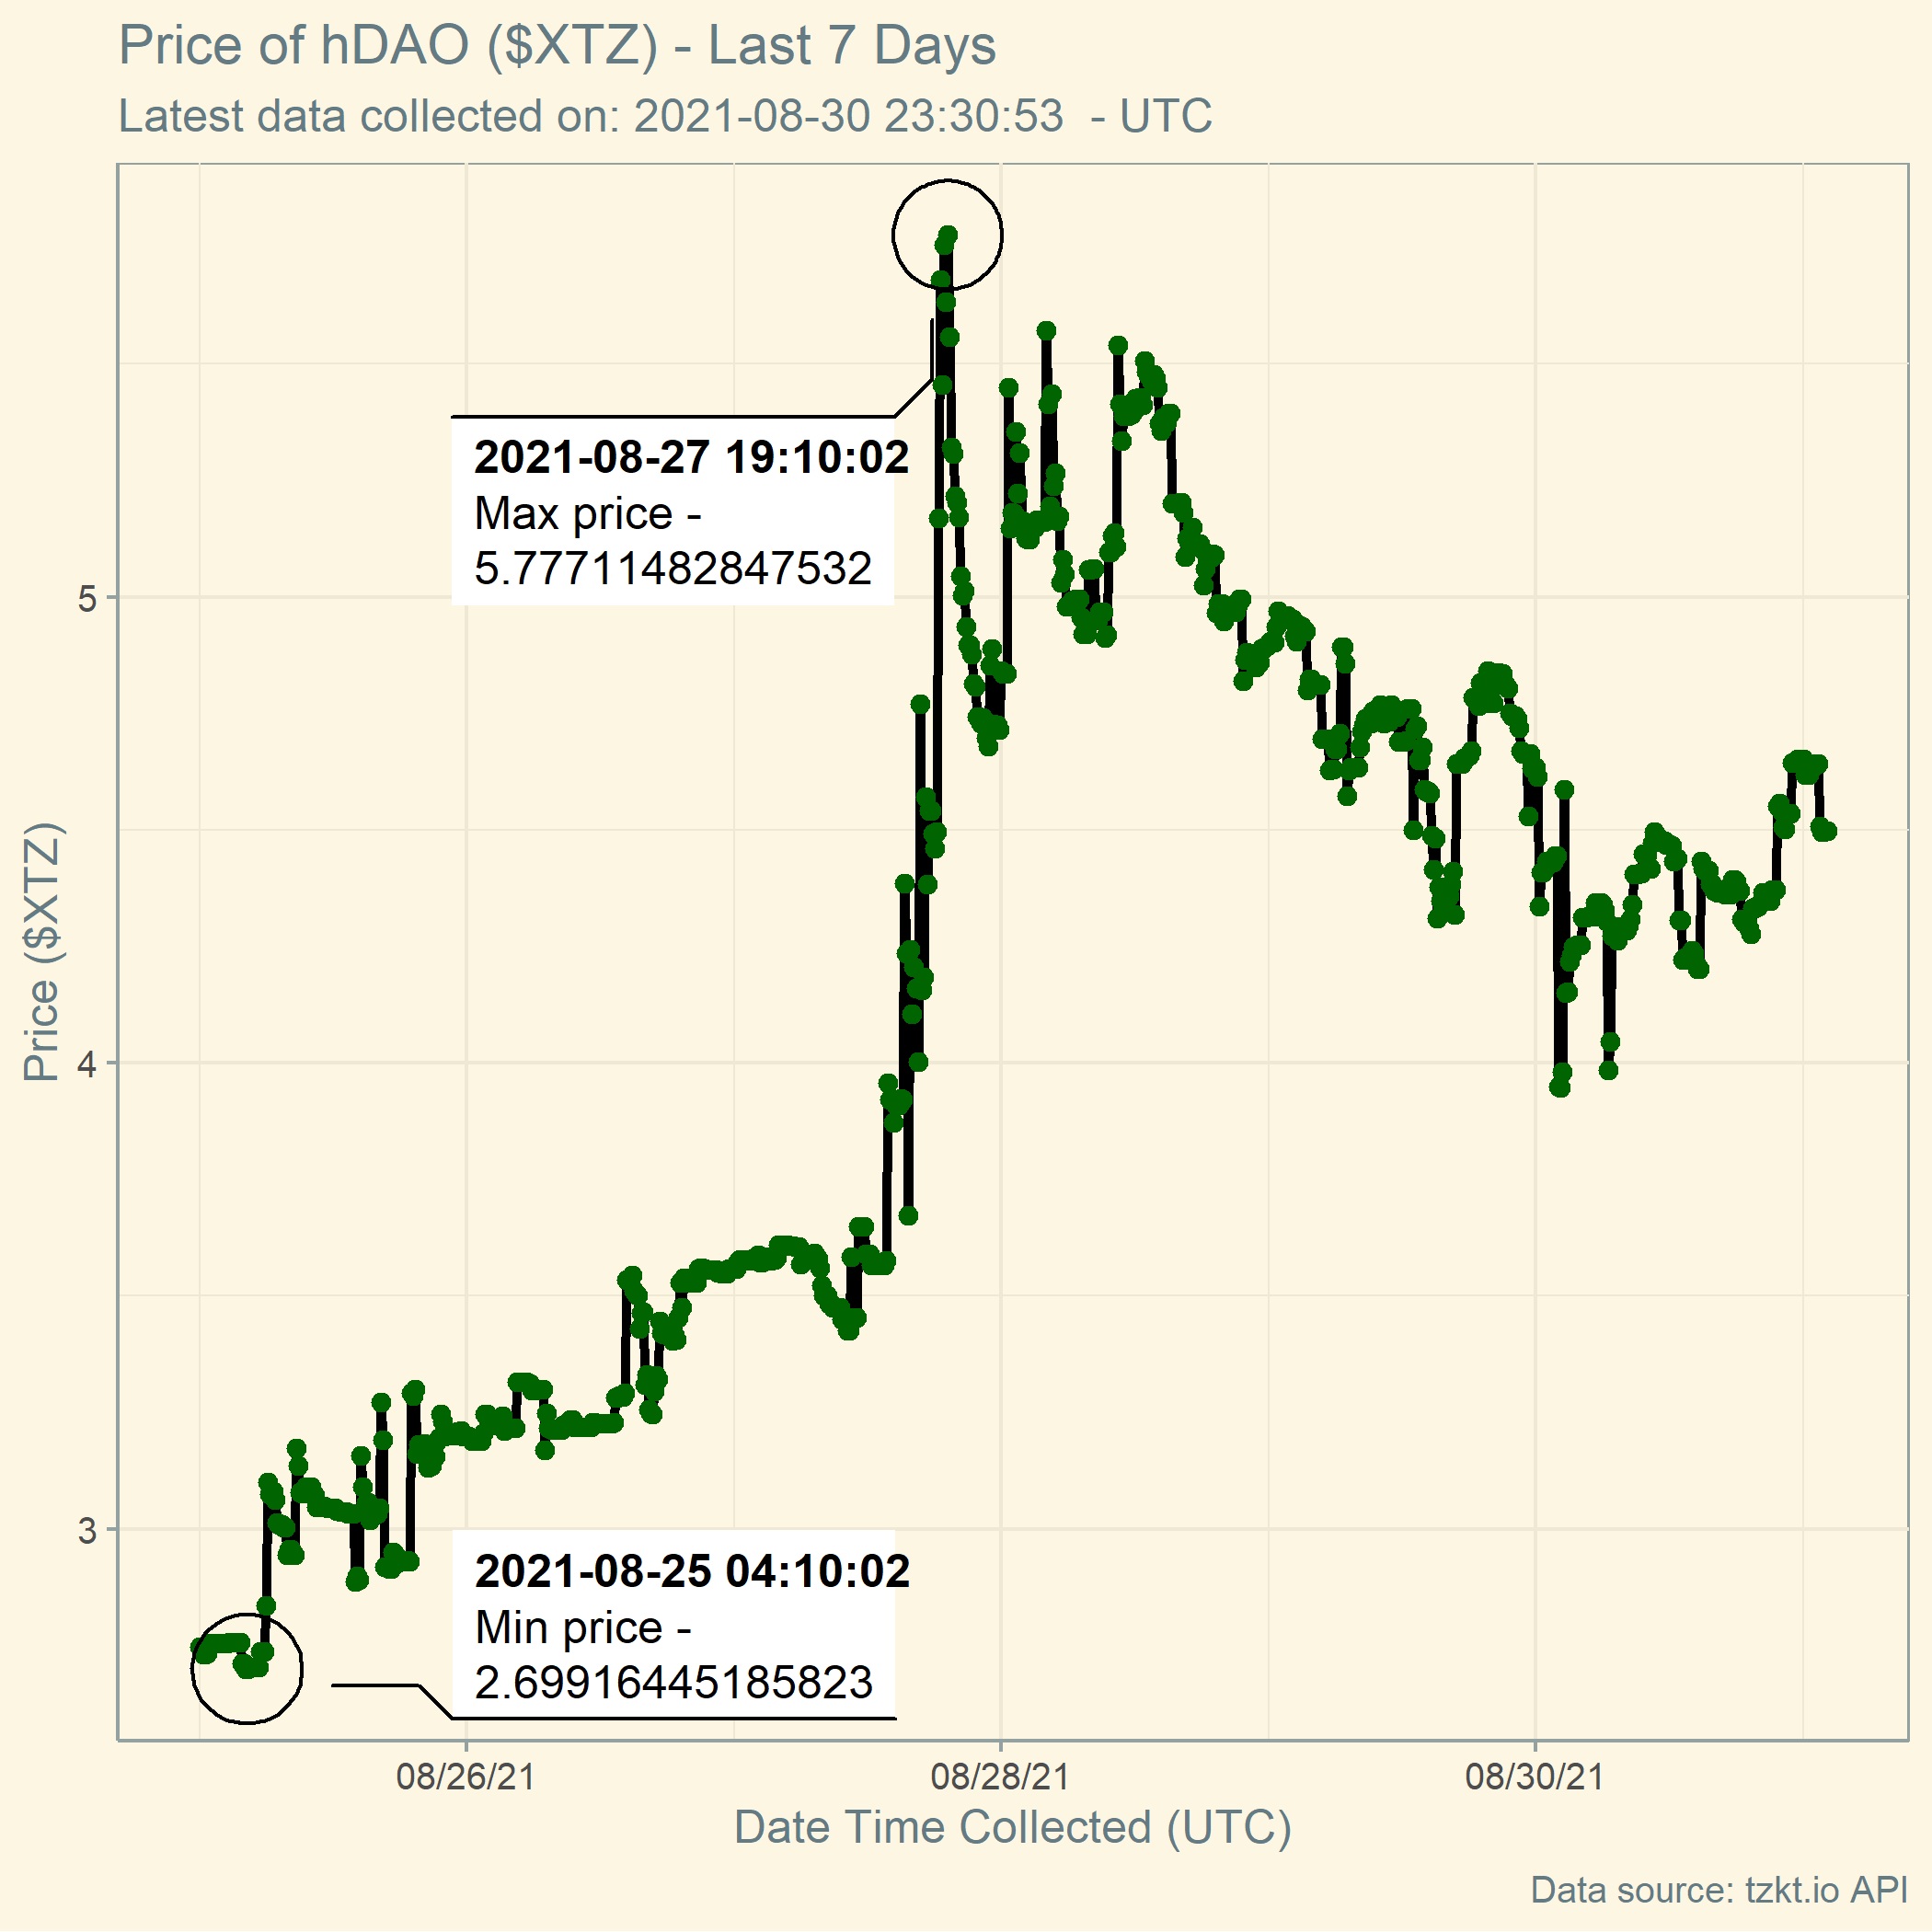 Price of hDAO ($XTZ) - Last 7 Days
Latest data collected on: 2021-08-30 23:30:53  - UTC
2021-08-27 19:10:02
Max price -
5.77711482847532
5
Price ($XTZ)
4
3
2021-08-25 04:10:02
Min price -
2.69916445185823
08/26/21
08/28/21
08/30/21
Date Time Collected (UTC)
Data source: tzkt.io API